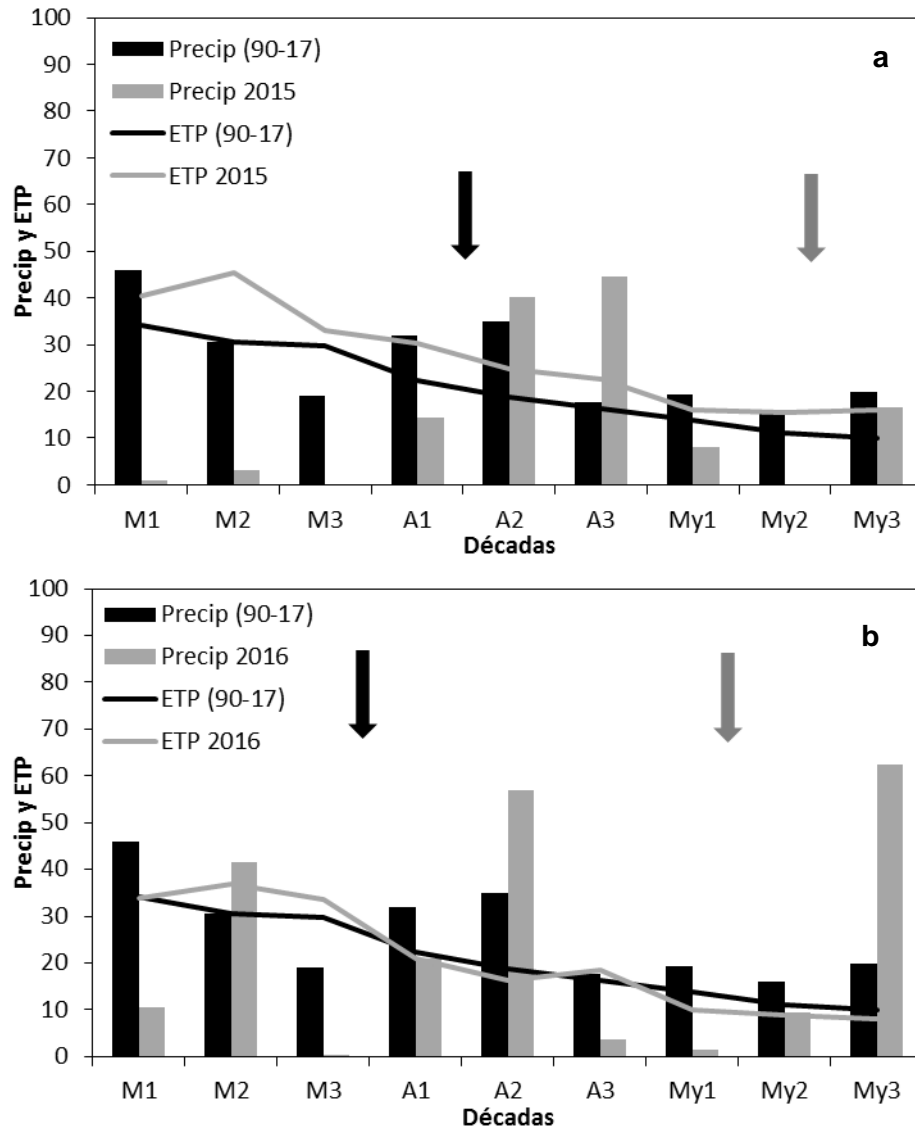 100
90
80
70
60
50
40
30
20
10
0
Precip y ETP
Precip (90-17)
Precip 2015
ETP (90-17)
ETP 2015
a
M1 M2 M3 A1 A2 A3 My1 My2 My3
Décadas
100
90
80
70
60
50
40
30
20
10
0
Precip y ETP
Precip (90-17)
Precip 2016
ETP (90-17)
ETP 2016
b
M1 M2 M3 A1 A2 A3 My1 My2 My3
Décadas